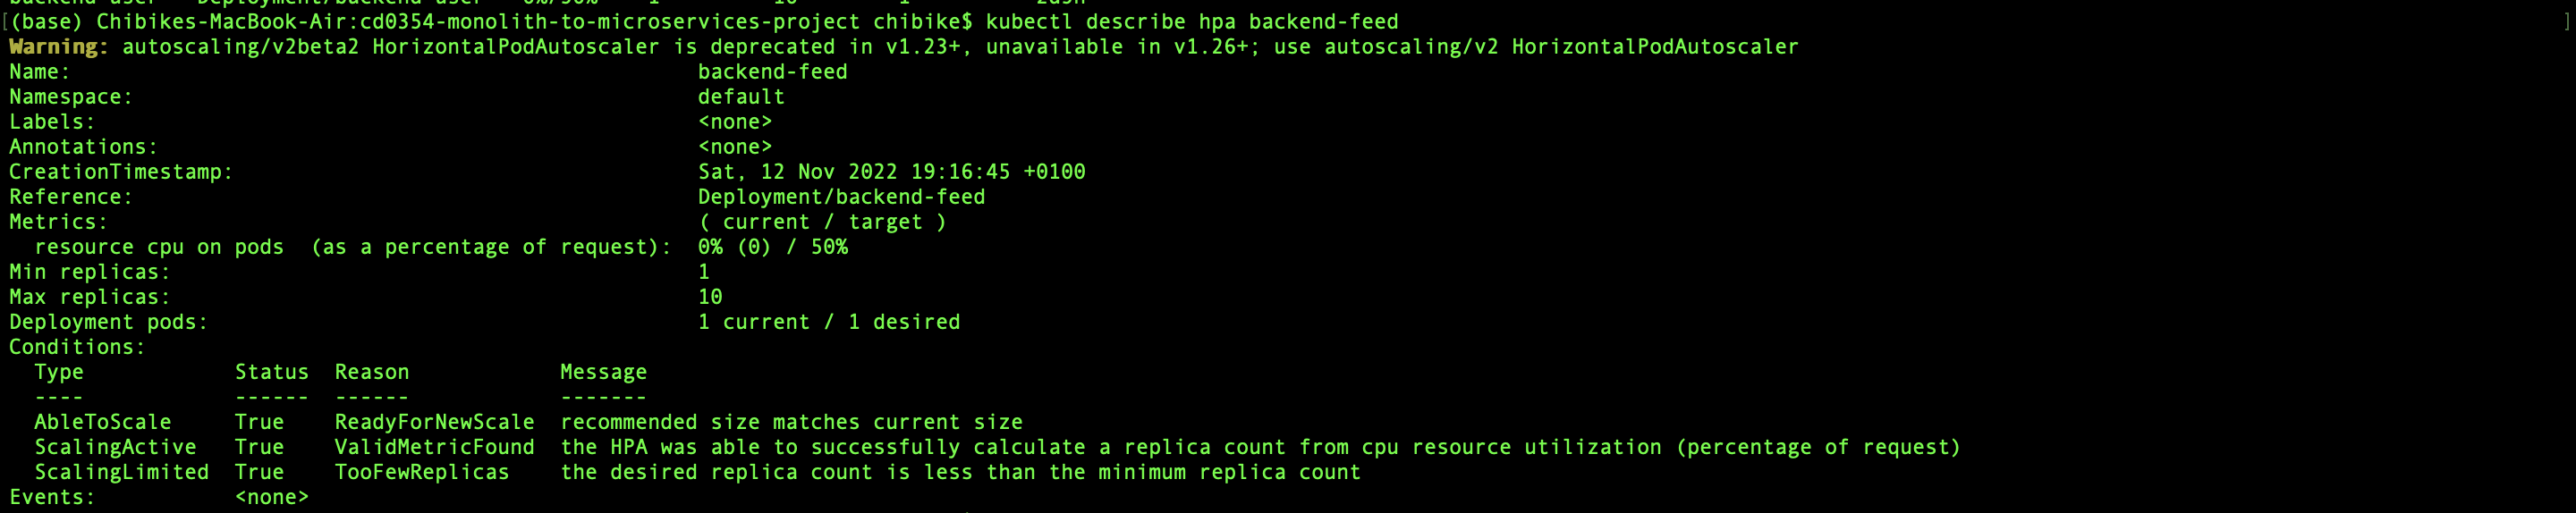 [(base) Chibikes-MacBook-Air:cd0354-monolith-to-microservices-project chibike$ kubectl describe hpa backend-feed ]
Warning: autoscaling/v2beta2 HorizontalPodAutoscaler is deprecated in v1.23+, unavailable in v1.26+; use autoscaling/v2 HorizontalPodAutoscaler
Name: backend-feed
Namespace: default
Labels: <none>
Annotations: <none>
CreationTimestamp: Sat, 12 Nov 2022 19:16:45 +0100
Reference: Deployment/backend-feed
Metrics: ( current / target )
resource cpu on pods (as a percentage of request): 0% (0) / 50%
Min replicas: 1
Max replicas: 10
Deployment pods: 1 current / 1 desired
Conditions:
Type Status Reason Message
---- ------ ------ -------
AbleToScale True ReadyForNewScale recommended size matches current size
ScalingActive True ValidMetricFound the HPA was able to successfully calculate a replica count from cpu resource utilization (percentage of request)
ScalingLimited True TooFewReplicas the desired replica count is less than the minimum replica count
Events: <none>